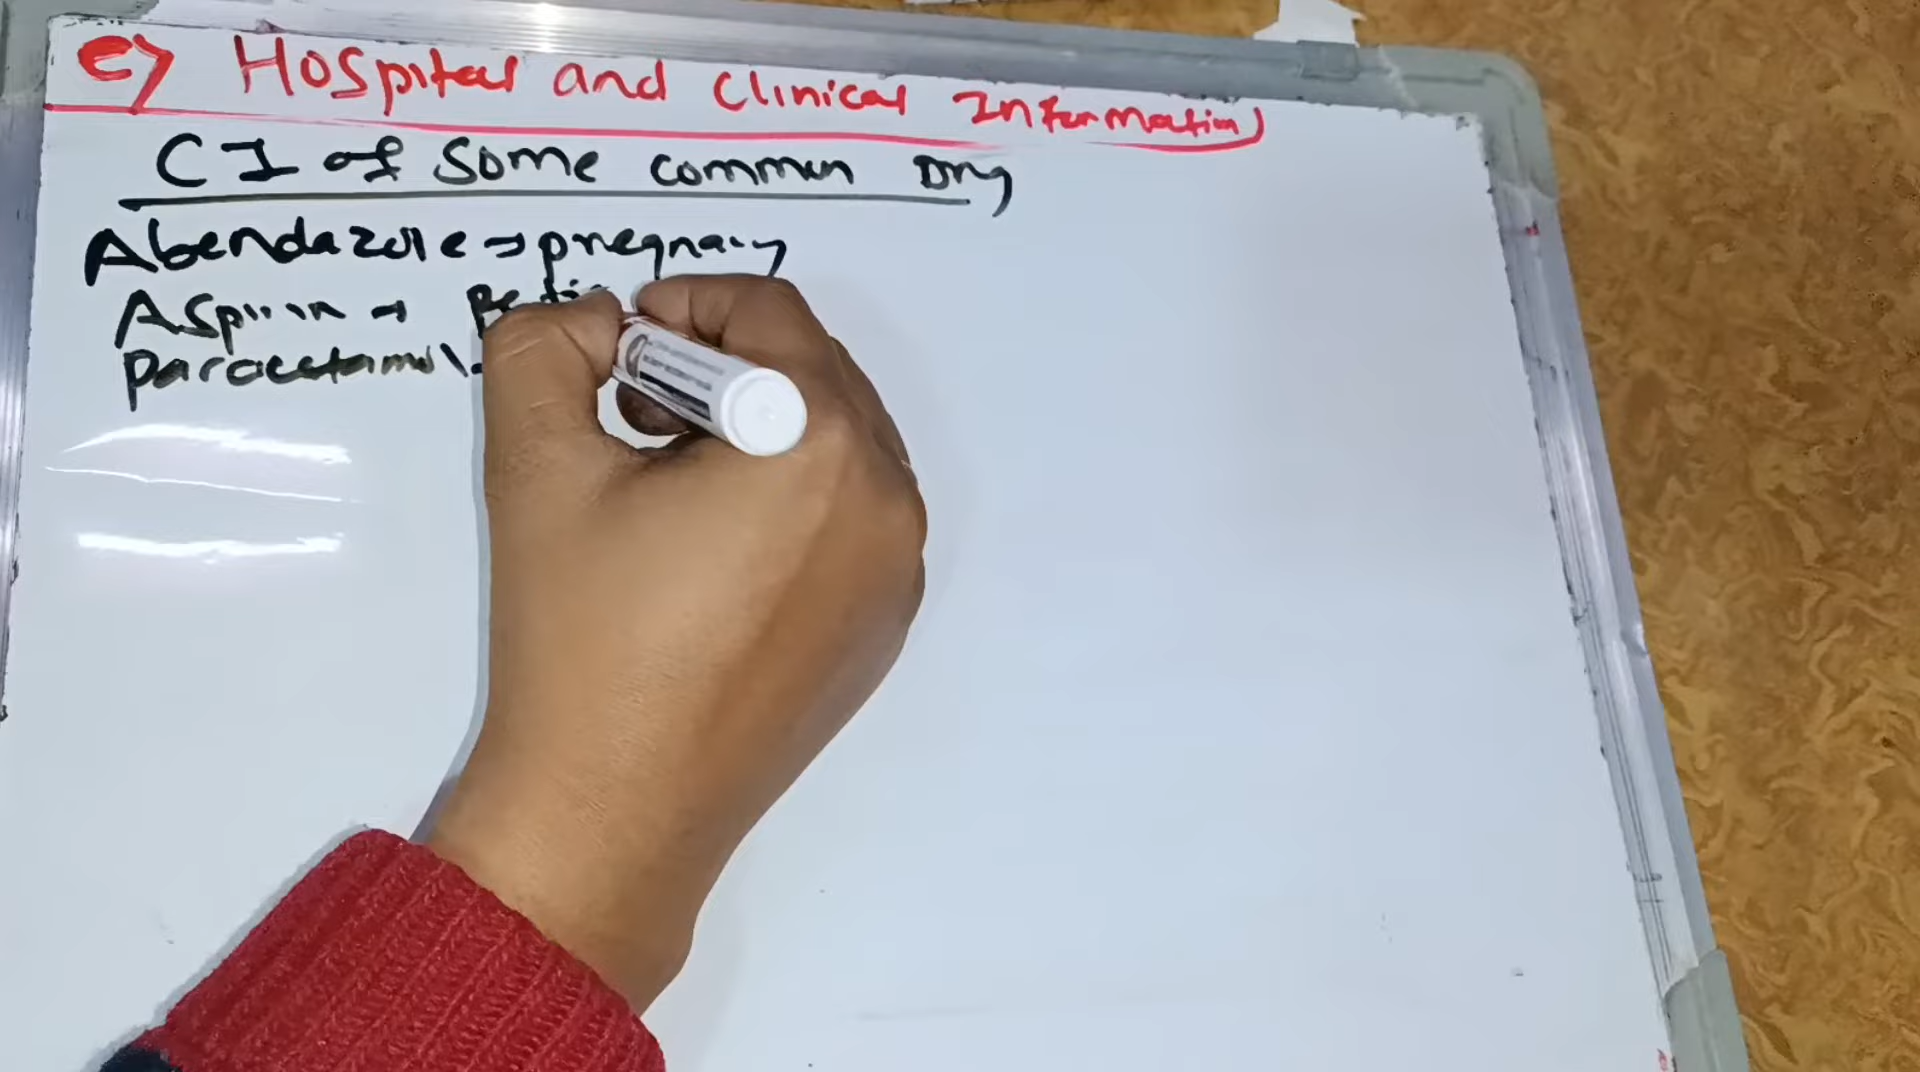 C) Hospital and clinical Information
CI of some common Drug
Abendazole → pregnancy
Aspirin →
paracetamol